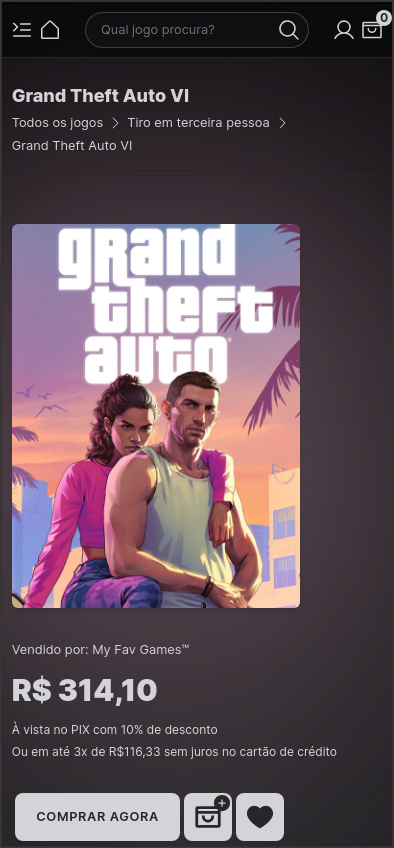 Qual jogo procura?
0
Grand Theft Auto VI
Todos os jogos > Tiro em terceira pessoa >
Grand Theft Auto VI
grand
theft
auto
Vendido por: My Fav Games™
R$ 314,10
À vista no PIX com 10% de desconto
Ou em até 3x de R$116,33 sem juros no cartão de crédito
COMPRAR AGORA